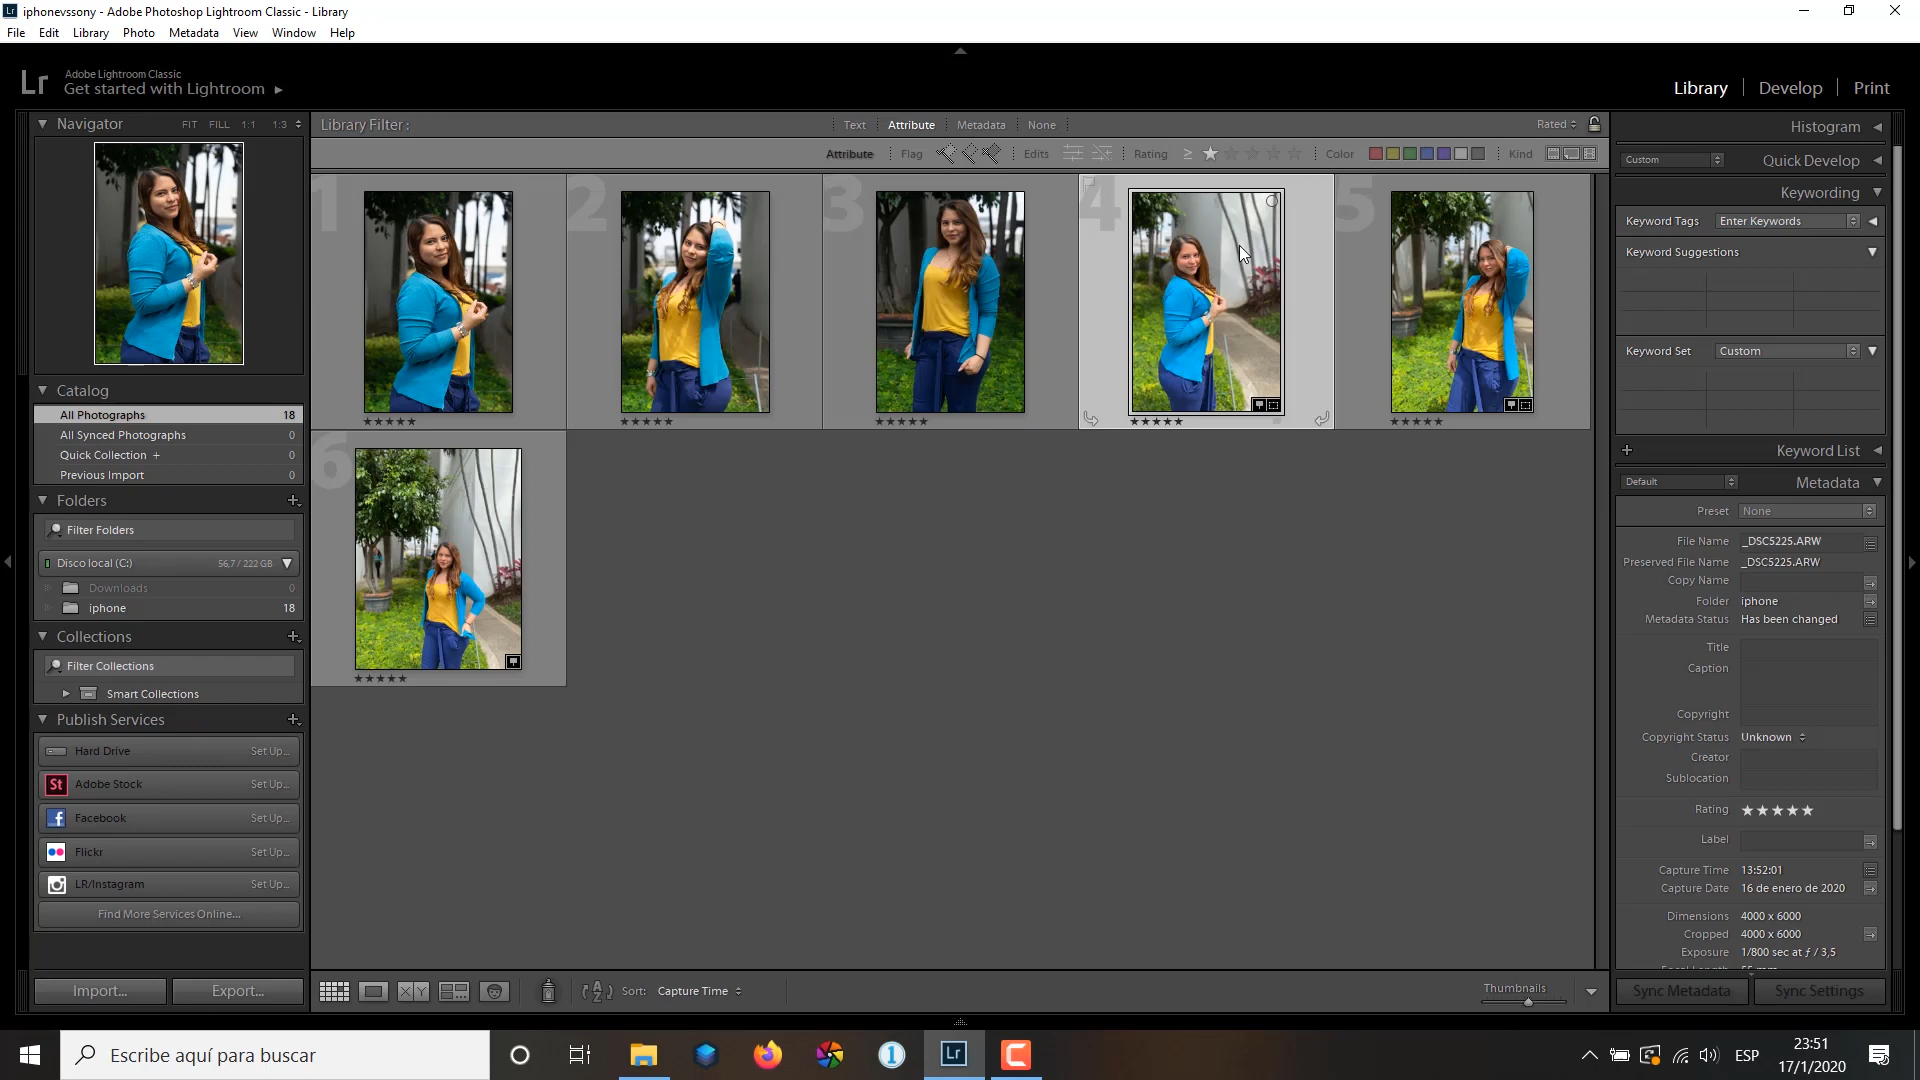 iphonevssony - Adobe Photoshop Lightroom Classic - Library
File Edit Library Photo Metadata View Window Help
Lr
Adobe Lightroom Classic
Get started with Lightroom
Library Develop Print
Navigator FIT FILL 1:1 1:3
Library Filter : Text Attribute Metadata None Rated
Attribute Flag Edits Rating ≥ Color Kind
Histogram
Custom Quick Develop
Keywording
Keyword Tags Enter Keywords
Keyword Suggestions
Keyword Set Custom
Keyword List
Default Metadata
Preset None
File Name _DSC5225.ARW
Preserved File Name _DSC5225.ARW
Copy Name
Folder iphone
Metadata Status Has been changed
Title
Caption
Copyright
Copyright Status Unknown
Creator
Sublocation
Rating ★★★★★
Label
Capture Time 13:52:01
Capture Date 16 de enero de 2020
Dimensions 4000 x 6000
Cropped 4000 x 6000
Exposure 1/800 sec at ƒ / 3,5
Sync Metadata Sync Settings
1 2 3 4 5
6
Catalog
All Photographs 18
All Synced Photographs 0
Quick Collection + 0
Previous Import 0
Folders
Filter Folders
Disco local (C:) 56,7 / 222 GB
Downloads 0
iphone 18
Collections
Filter Collections
Smart Collections
Publish Services
Hard Drive Set Up...
St Adobe Stock Set Up...
Facebook Set Up...
Flickr Set Up...
LR/Instagram Set Up...
Find More Services Online...
Import... Export...
XY Sort: Capture Time Thumbnails
Escribe aquí para buscar
Lr
ESP
23:51
17/1/2020